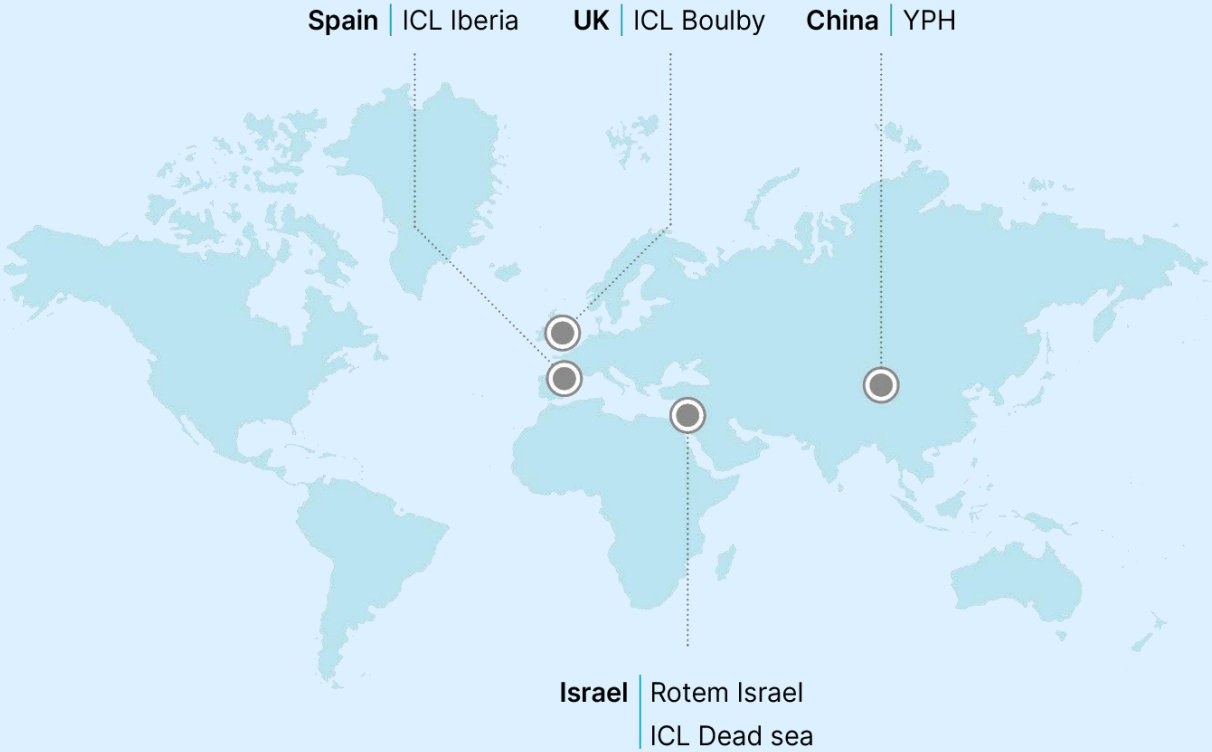 Spain | ICL Iberia
UK | ICL Boulby
China | YPH
Israel | Rotem Israel
ICL Dead sea